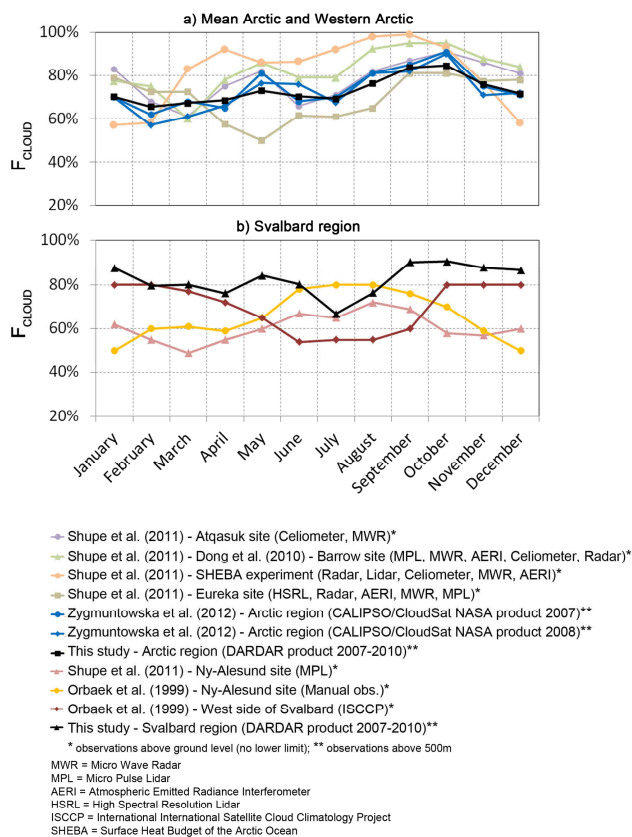 a) Mean Arctic and Western Arctic
100%
80%
60%
40%
20%
F CLOUD
b) Svalbard region
100%
80%
60%
40%
20%
F CLOUD
January
February
March
April
May
June
July
August
September
October
November
December
Shupe et al. (2011) - Atqasuk site (Celiometer, MWR)*
Shupe et al. (2011) - Dong et al. (2010) - Barrow site (MPL, MWR, AERI, Celiometer, Radar)*
Shupe et al. (2011) - SHEBA experiment (Radar, Lidar, Celiometer, MWR, AERI)*
Shupe et al. (2011) - Eureka site (HSRL, Radar, AERI, MWR, MPL)*
Zygmuntowska et al. (2012) - Arctic region (CALIPSO/CloudSat NASA product 2007)**
Zygmuntowska et al. (2012) - Arctic region (CALIPSO/CloudSat NASA product 2008)**
This study - Arctic region (DARDAR product 2007-2010)**
Shupe et al. (2011) - Ny-Alesund site (MPL)*
Orbaek et al. (1999) - Ny-Alesund site (Manual obs.)*
Orbaek et al. (1999) - West side of Svalbard (ISCCP)*
This study - Svalbard region (DARDAR product 2007-2010)**
* observations above ground level (no lower limit); ** observations above 500m
MWR = Micro Wave Radar
MPL = Micro Pulse Lidar
AERI = Atmospheric Emitted Radiance Interferometer
HSRL = High Spectral Resolution Lidar
ISCCP = International International Satellite Cloud Climatology Project
SHEBA = Surface Heat Budget of the Arctic Ocean